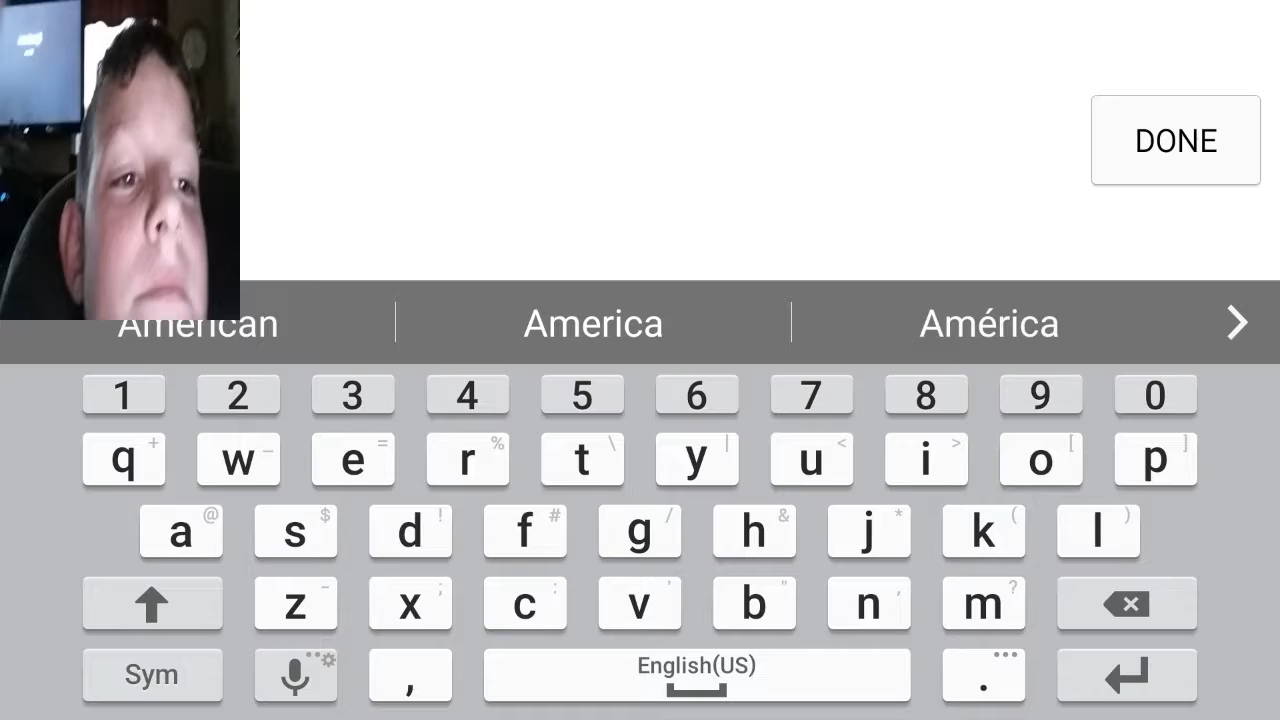 DONE
American America América
1 2 3 4 5 6 7 8 9 0
q + w - e = r % t \ y | u < i > o [ p ]
a @ s $ d ! f # g / h & j * k ( l )
z - x ; c : v ' b " n , m ?
Sym , English(US) .